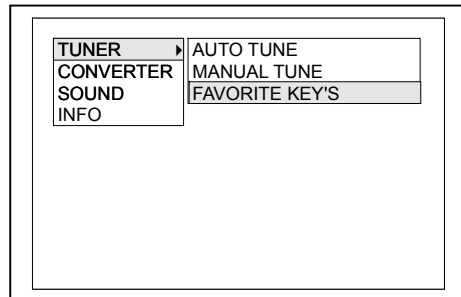 TUNER
CONVERTER
SOUND
INFO
AUTO TUNE
MANUAL TUNE
FAVORITE KEY'S